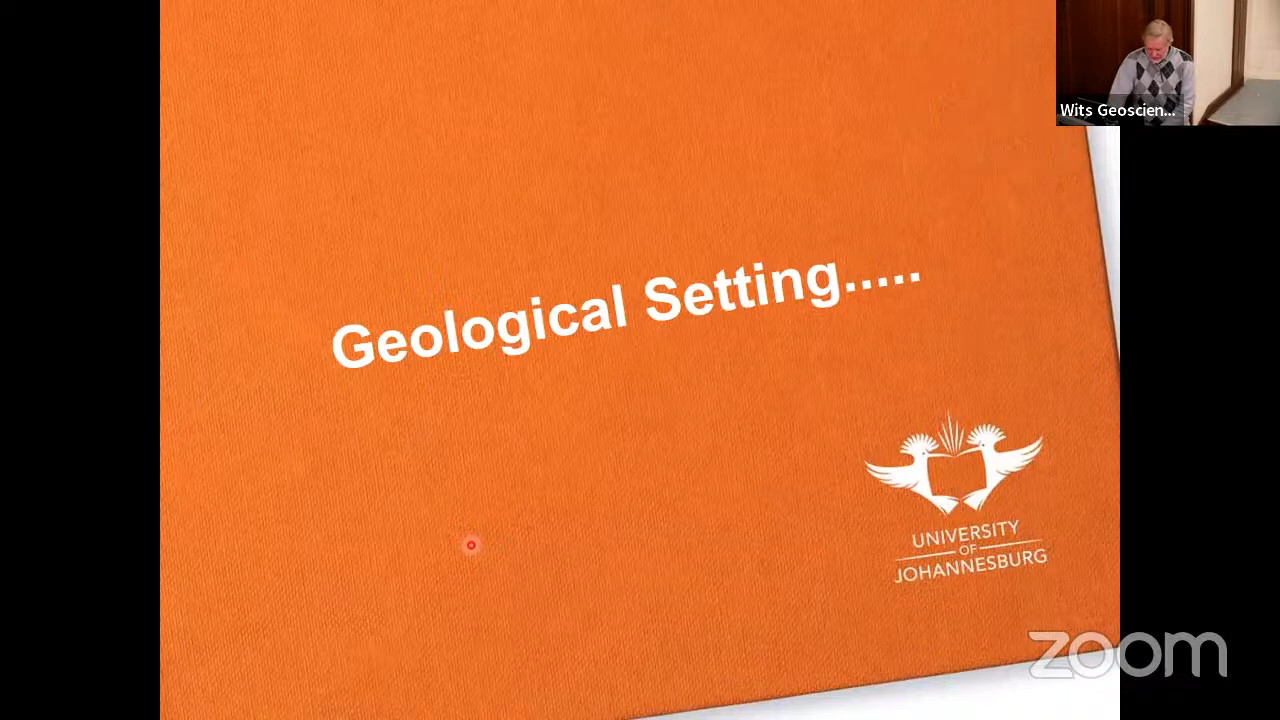 Wits Geoscien...
Geological Setting.....
UNIVERSITY
OF
JOHANNESBURG
zoom